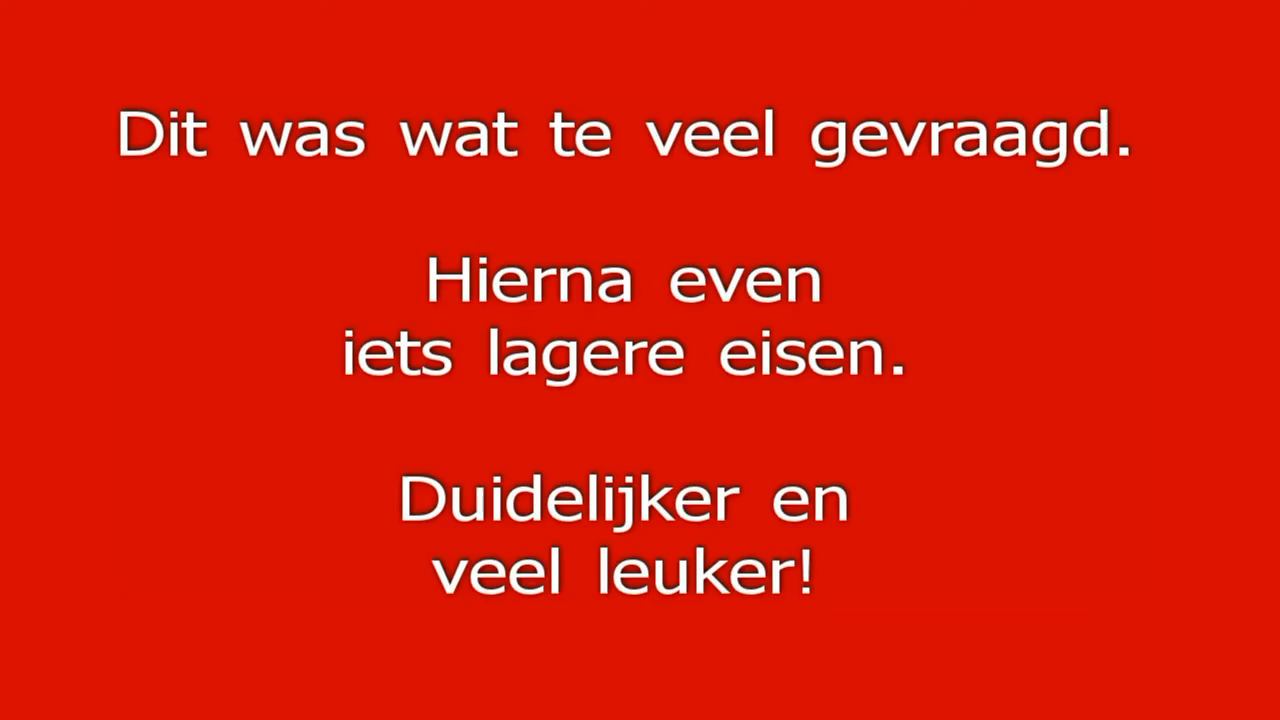 Dit was wat te veel gevraagd.
Hierna even
iets lagere eisen.
Duidelijker en
veel leuker!